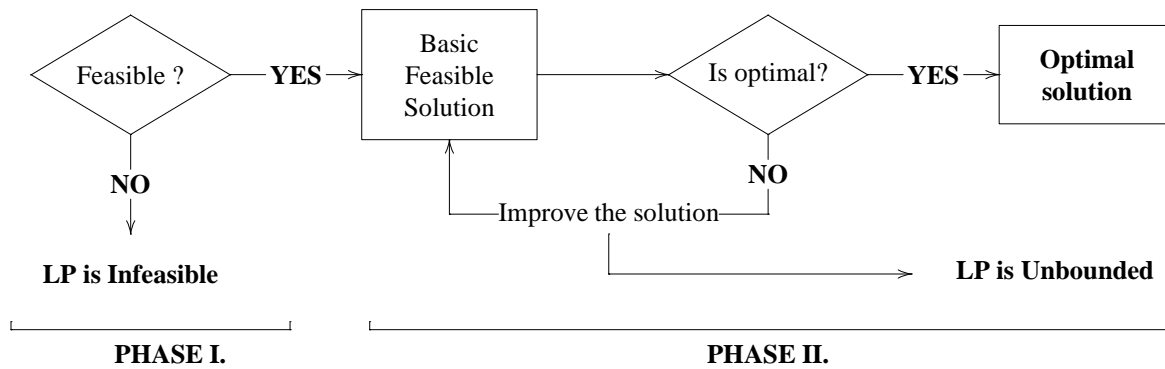 Feasible ?
YES
Basic
Feasible
Solution
Is optimal?
YES
Optimal
solution
NO
NO
Improve the solution
LP is Infeasible
LP is Unbounded
PHASE I.
PHASE II.